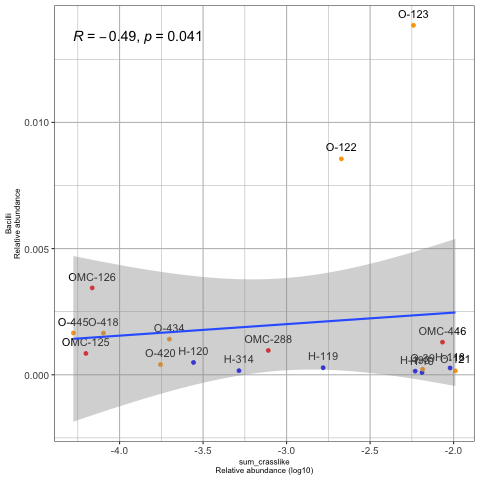 O-123
R = −0.49, p = 0.041
0.010
O-122
Bacilli
Relative abundance
0.005
OMC-126
O-445
O-418
O-434
OMC-446
OMC-125
OMC-288
O-420
H-120
H-314
H-119
H-118
0.000
-4.0
-3.5
-3.0
-2.5
-2.0
sum_crasslike
Relative abundance (log10)